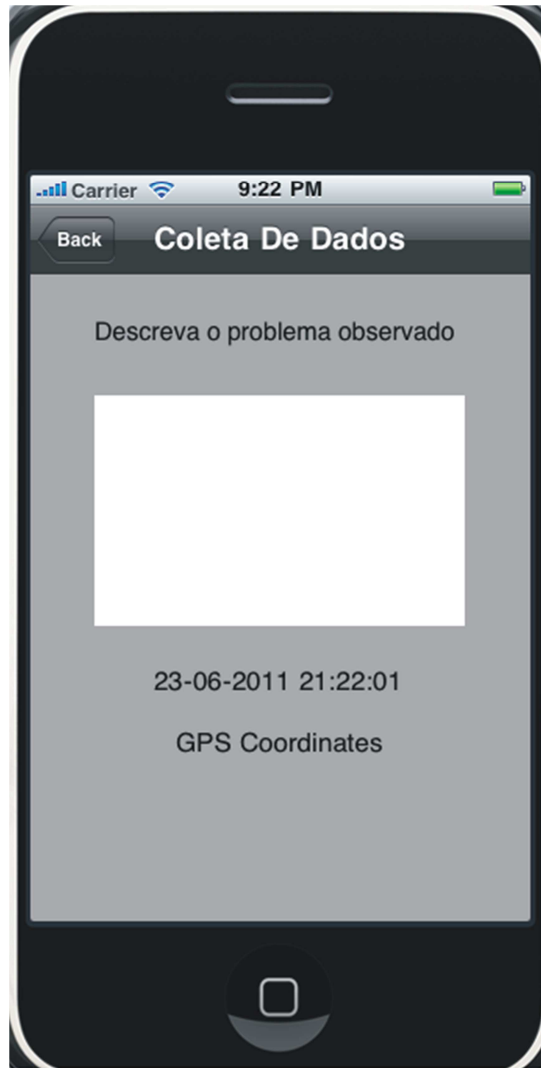 Carrier 9:22 PM
Back Coleta De Dados
Descreva o problema observado
23-06-2011 21:22:01
GPS Coordinates